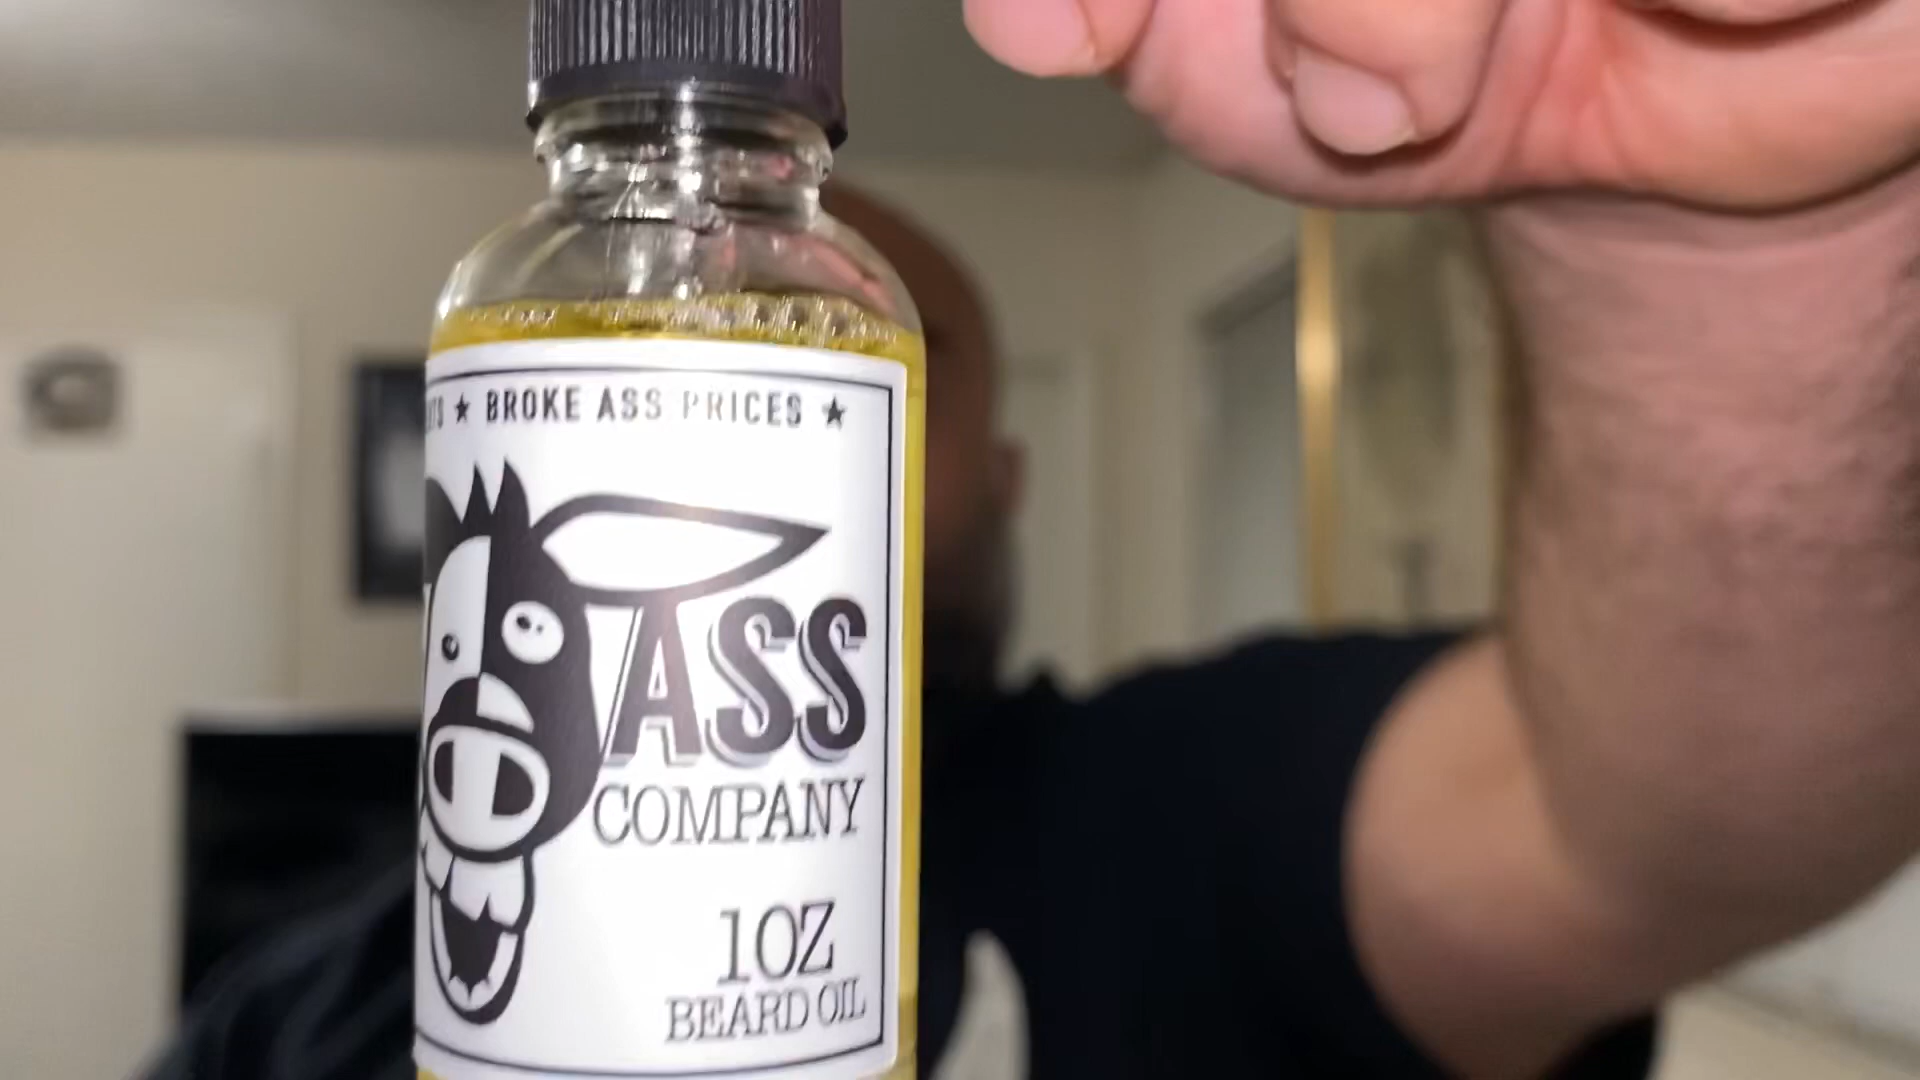 ★ BROKE ASS PRICES ★
ASS
COMPANY
1OZ
BEARD OIL